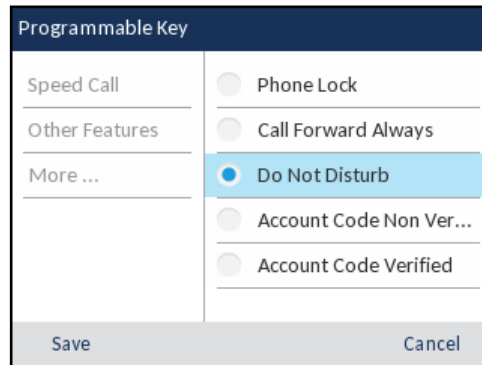 Programmable Key
Speed Call
Other Features
More ...
Phone Lock
Call Forward Always
Do Not Disturb
Account Code Non Ver...
Account Code Verified
Save
Cancel